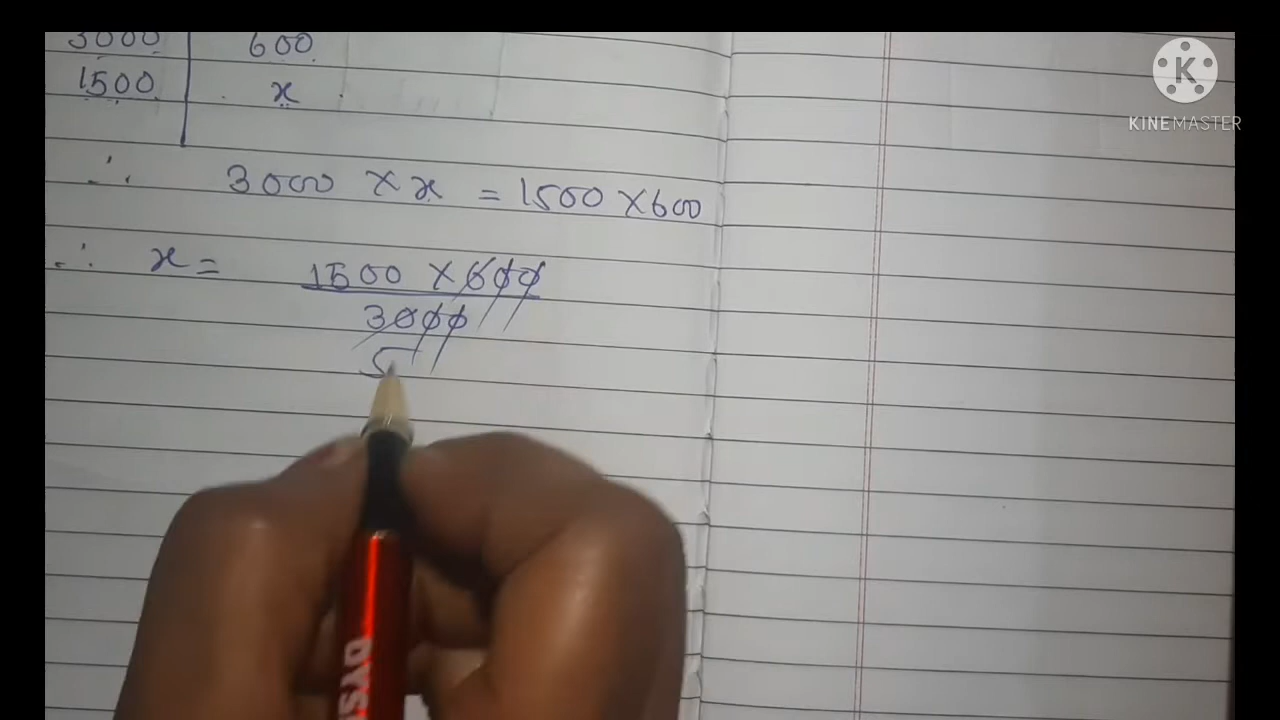 3000 600
1500 x
∴ 3000 × x = 1500 × 600
∴ x = 1500 × 600
3000
5
K
KINEMASTER